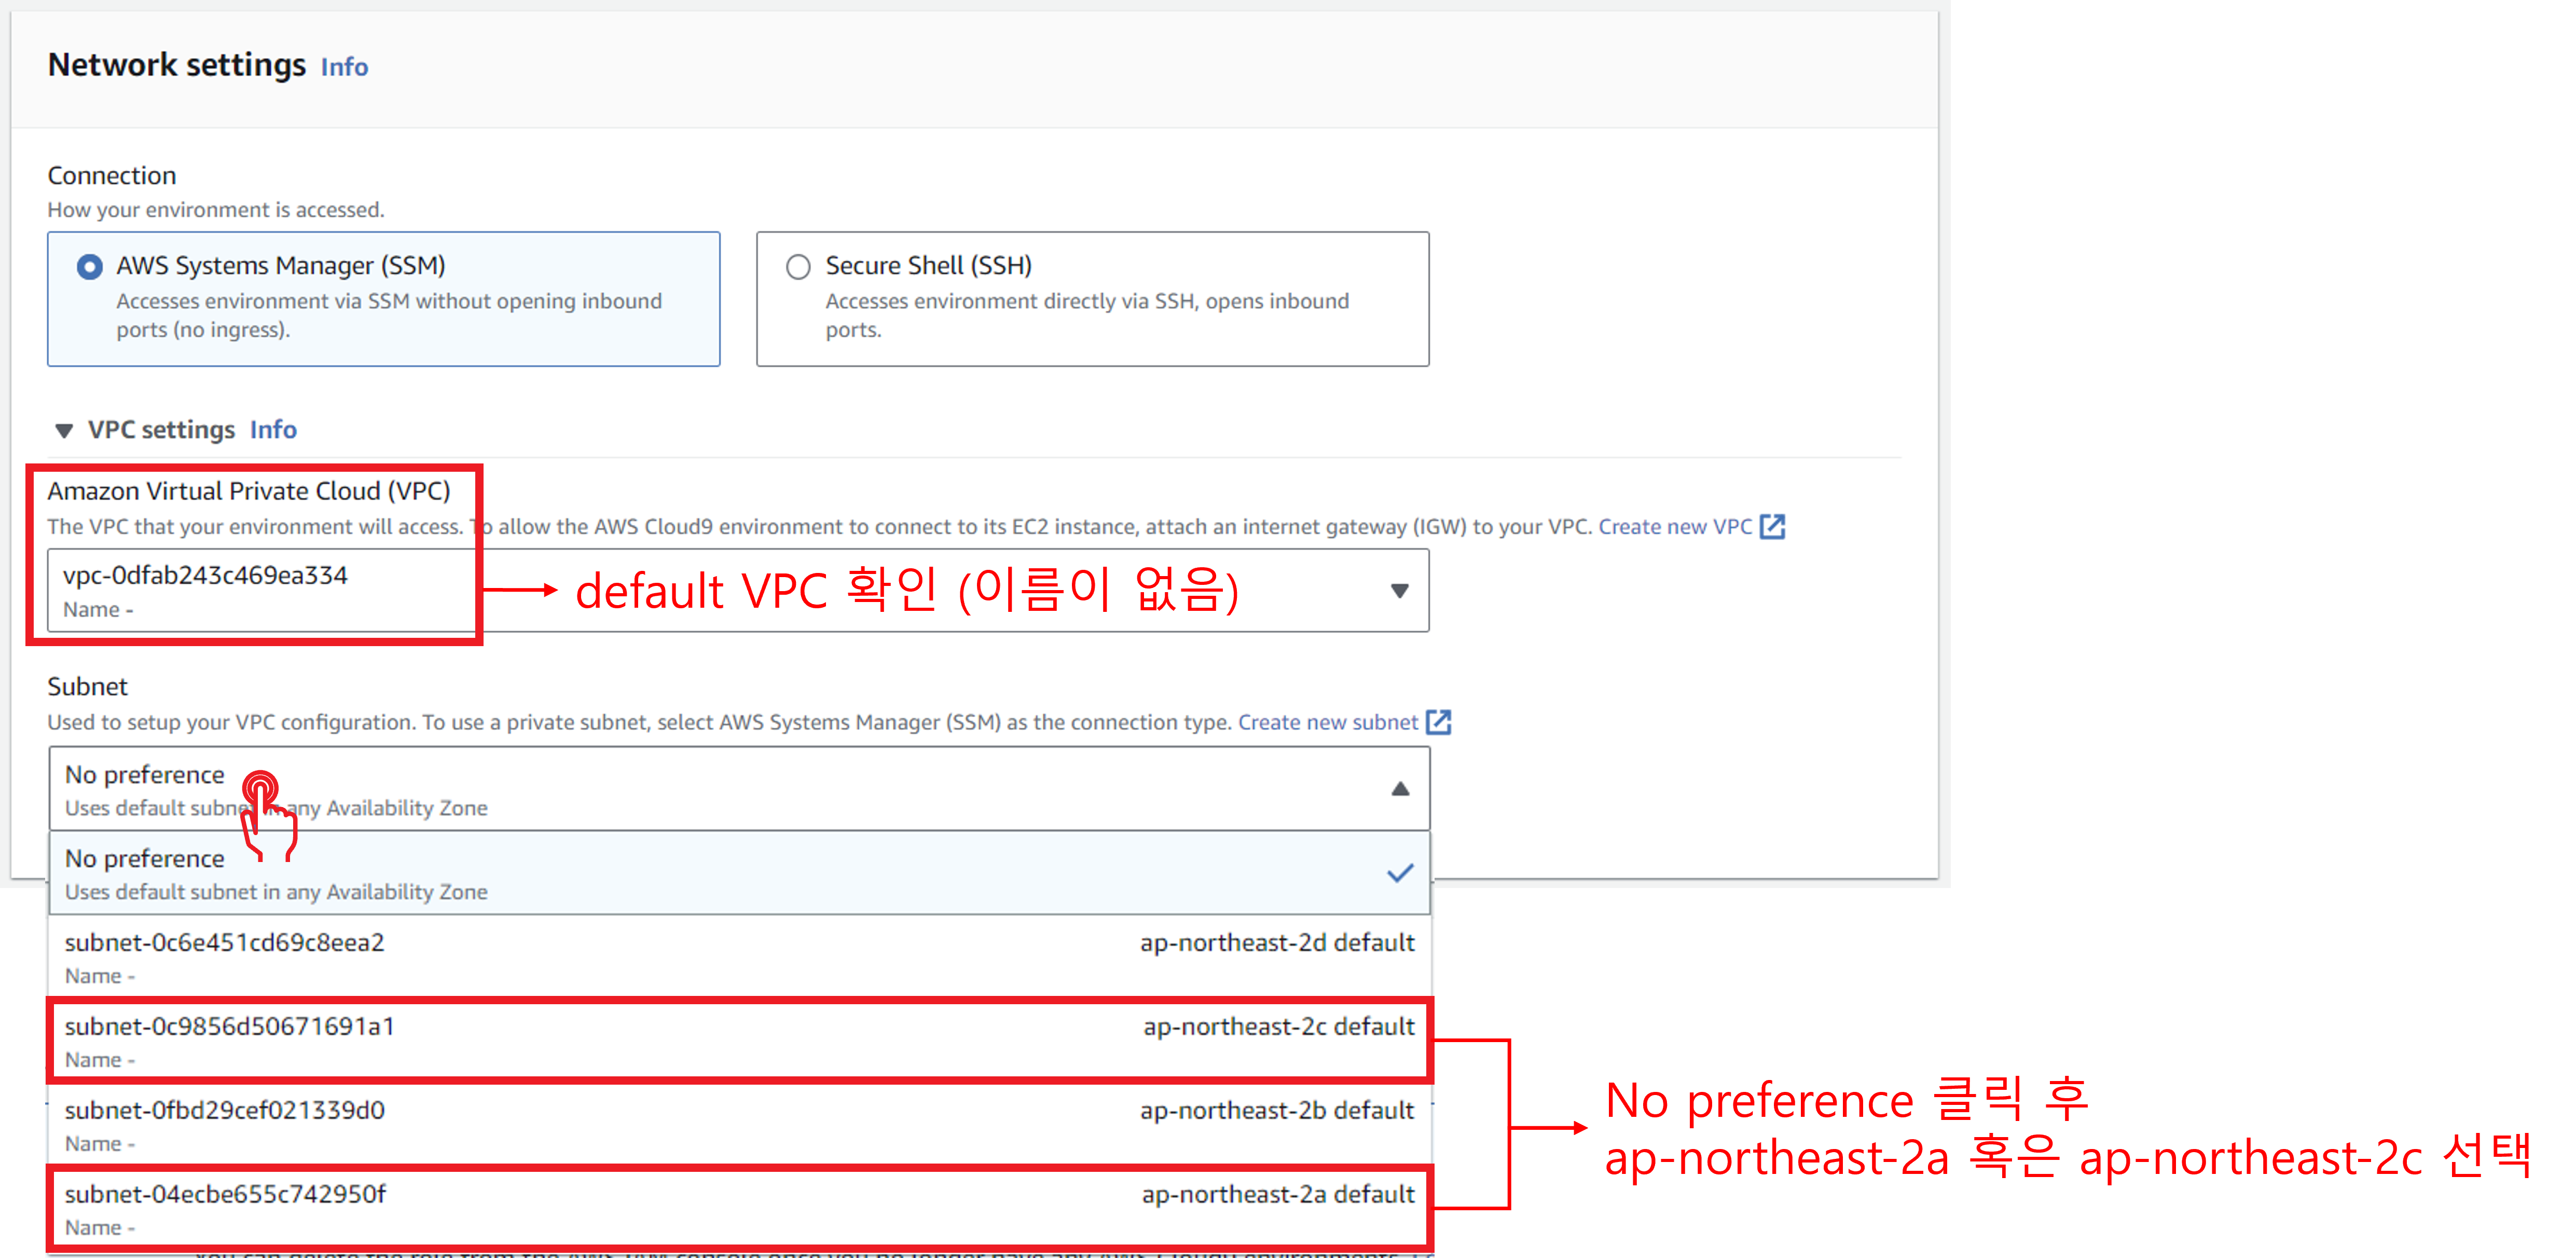 Network settings Info
Connection
How your environment is accessed.
AWS Systems Manager (SSM)
Accesses environment via SSM without opening inbound
ports (no ingress).
Secure Shell (SSH)
Accesses environment directly via SSH, opens inbound
ports.
VPC settings Info
Amazon Virtual Private Cloud (VPC)
The VPC that your environment will access. To allow the AWS Cloud9 environment to connect to its EC2 instance, attach an internet gateway (IGW) to your VPC. Create new VPC
vpc-0dfab243c469ea334
Name -
default VPC 확인 (이름이 없음)
Subnet
Used to setup your VPC configuration. To use a private subnet, select AWS Systems Manager (SSM) as the connection type. Create new subnet
No preference
Uses default subnet in any Availability Zone
No preference
Uses default subnet in any Availability Zone
subnet-0c6e451cd69c8eea2 ap-northeast-2d default
Name -
subnet-0c9856d50671691a1 ap-northeast-2c default
Name -
subnet-0fbd29cef021339d0 ap-northeast-2b default
Name -
subnet-04ecbe655c742950f ap-northeast-2a default
Name -
No preference 클릭 후
ap-northeast-2a 혹은 ap-northeast-2c 선택